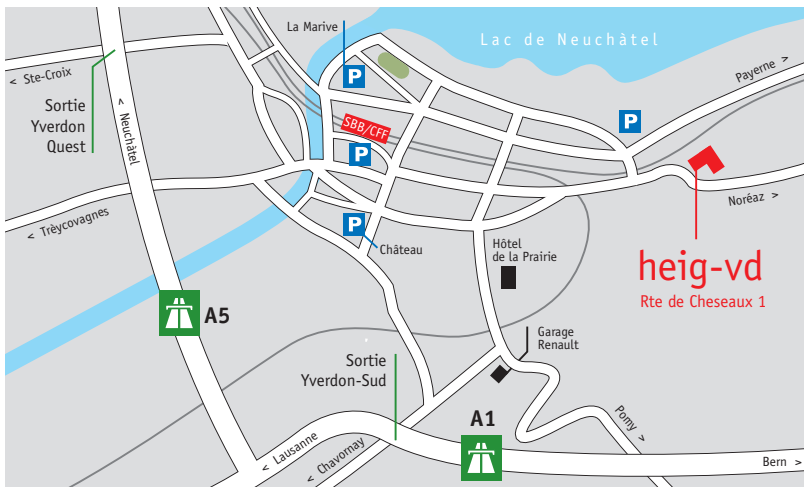 La Marive
P
Lac de Neuchâtel
< Ste-Croix
Payerne >
Sortie
Yverdon
Quest
< Neuchâtel
SBB/CFF
P
P
Noréaz >
< Trèycovagnes
P
Château
Hôtel
de la Prairie
heig-vd
Rte de Cheseaux 1
A5
Garage
Renault
Sortie
Yverdon-Sud
A1
Pomy >
< Lausanne
< Chavornay
Bern >